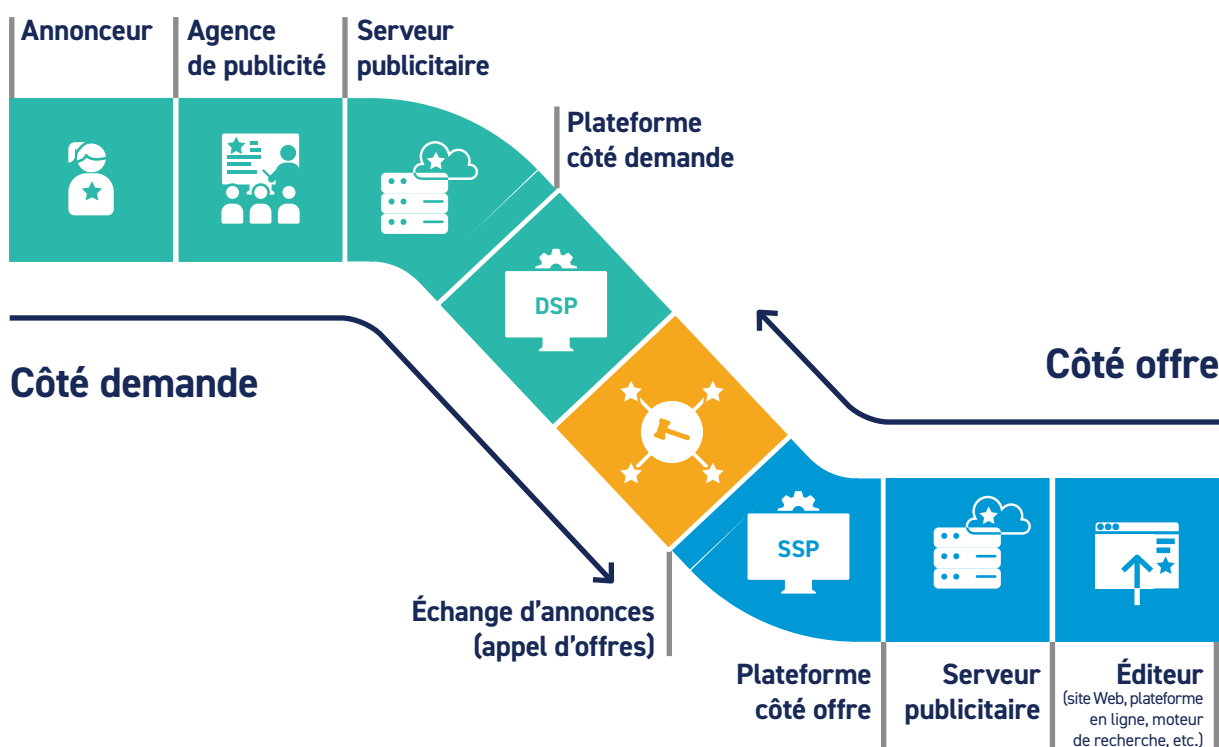 Annonceur
Agence
de publicité
Serveur
publicitaire
Plateforme
côté demande
DSP
Côté demande
Côté offre
SSP
Échange d’annonces
(appel d’offres)
Plateforme
côté offre
Serveur
publicitaire
Éditeur
(site Web, plateforme
en ligne, moteur
de recherche, etc.)